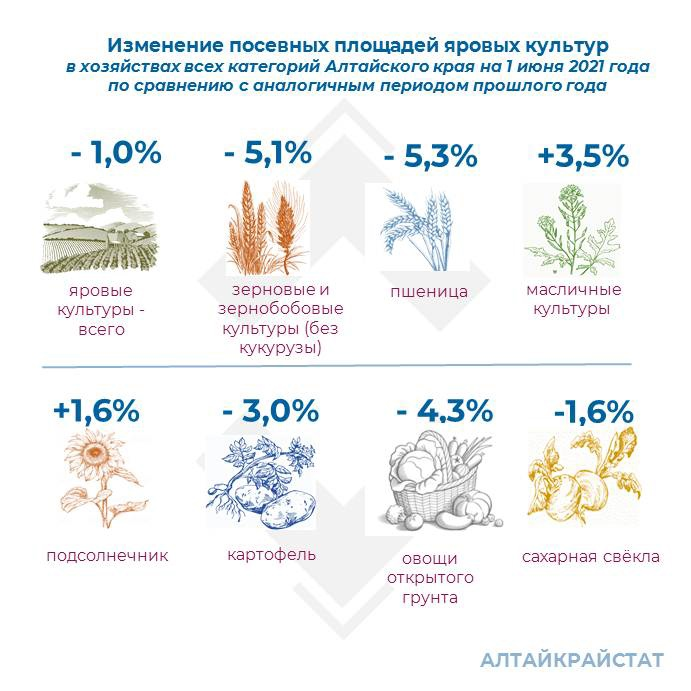 Изменение посевных площадей яровых культур
в хозяйствах всех категорий Алтайского края на 1 июня 2021 года
по сравнению с аналогичным периодом прошлого года
- 1,0%
- 5,1%
- 5,3%
+3,5%
яровые
культуры -
всего
зерновые и
зернобобовые
культуры (без
кукурузы)
пшеница
масличные
культуры
+1,6%
- 3,0%
- 4,3%
-1,6%
подсолнечник
картофель
овощи
открытого
грунта
сахарная свёкла
АЛТАЙКРАЙСТАТ